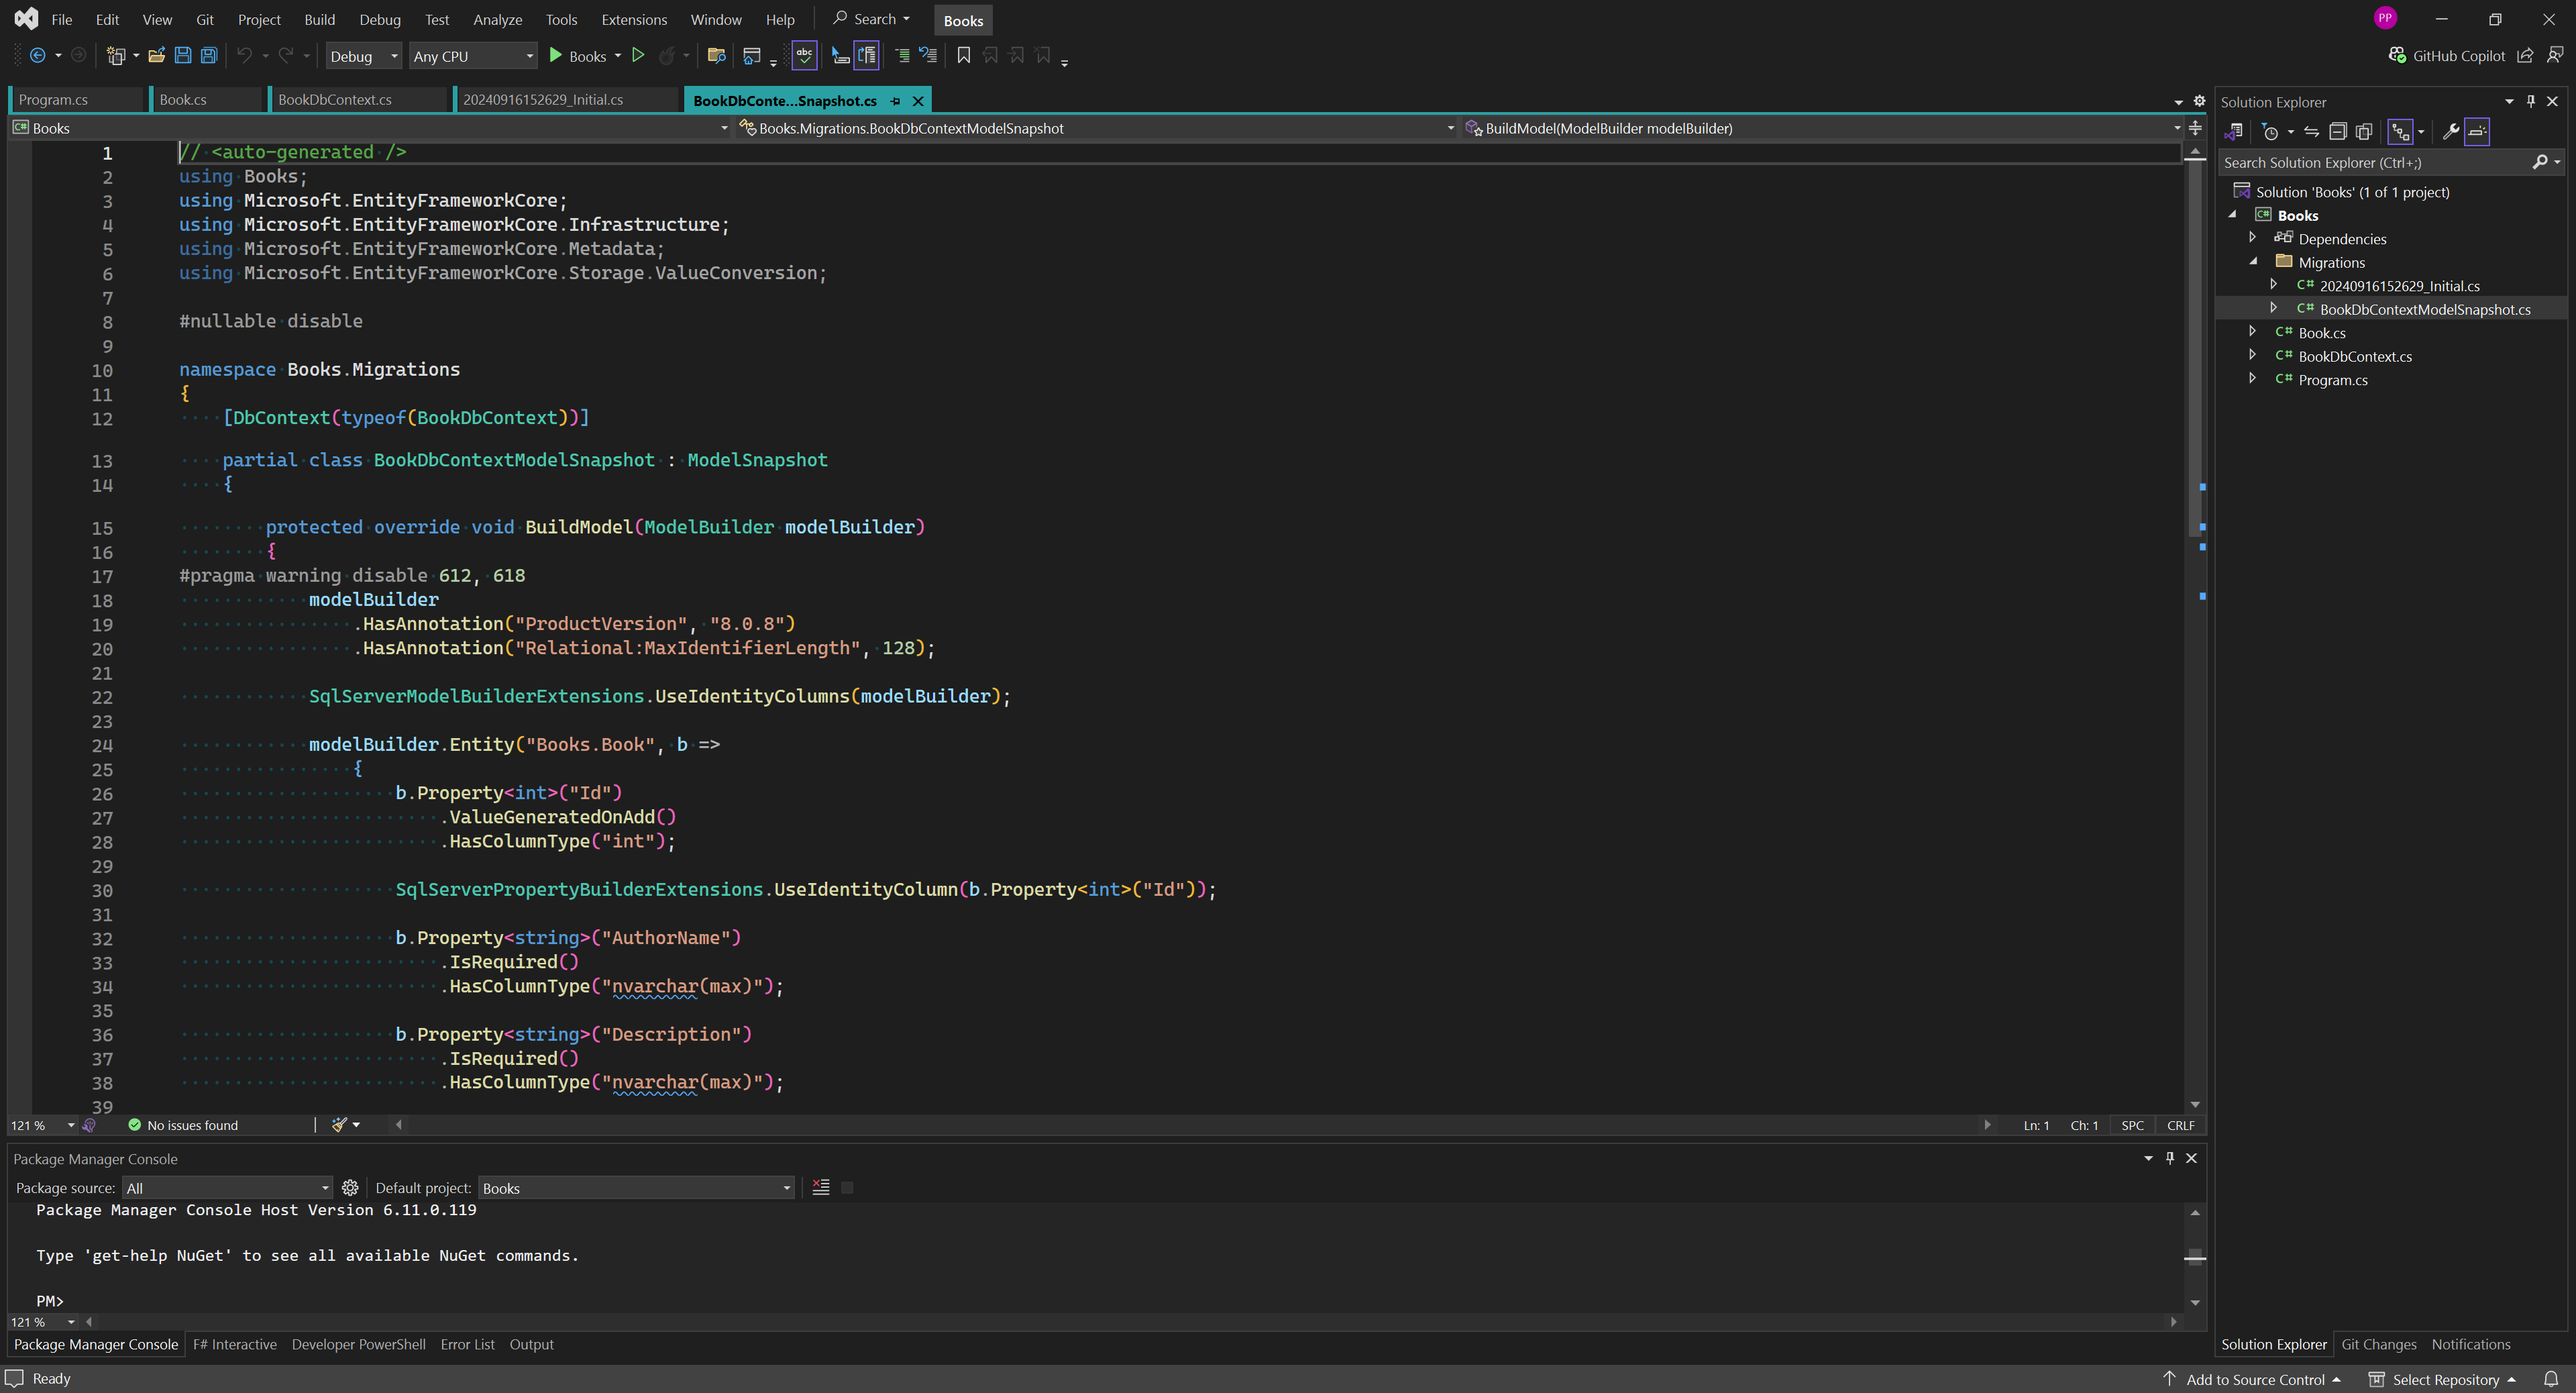 File Edit View Git Project Build Debug Test Analyze Tools Extensions Window Help Search Books PP
Debug Any CPU Books abc GitHub Copilot
Program.cs Book.cs BookDbContext.cs 20240916152629_Initial.cs BookDbConte...Snapshot.cs
C# Books Books.Migrations.BookDbContextModelSnapshot BuildModel(ModelBuilder modelBuilder)
1 // <auto-generated />
2 using Books;
3 using Microsoft.EntityFrameworkCore;
4 using Microsoft.EntityFrameworkCore.Infrastructure;
5 using Microsoft.EntityFrameworkCore.Metadata;
6 using Microsoft.EntityFrameworkCore.Storage.ValueConversion;
7
8 #nullable disable
9
10 namespace Books.Migrations
11 {
12 [DbContext(typeof(BookDbContext))]
13 partial class BookDbContextModelSnapshot : ModelSnapshot
14 {
15 protected override void BuildModel(ModelBuilder modelBuilder)
16 {
17 #pragma warning disable 612, 618
18 modelBuilder
19 .HasAnnotation("ProductVersion", "8.0.8")
20 .HasAnnotation("Relational:MaxIdentifierLength", 128);
21
22 SqlServerModelBuilderExtensions.UseIdentityColumns(modelBuilder);
23
24 modelBuilder.Entity("Books.Book", b =>
25 {
26 b.Property<int>("Id")
27 .ValueGeneratedOnAdd()
28 .HasColumnType("int");
29
30 SqlServerPropertyBuilderExtensions.UseIdentityColumn(b.Property<int>("Id"));
31
32 b.Property<string>("AuthorName")
33 .IsRequired()
34 .HasColumnType("nvarchar(max)");
35
36 b.Property<string>("Description")
37 .IsRequired()
38 .HasColumnType("nvarchar(max)");
39
121 % No issues found Ln: 1 Ch: 1 SPC CRLF
Package Manager Console
Package source: All Default project: Books
Package Manager Console Host Version 6.11.0.119
Type 'get-help NuGet' to see all available NuGet commands.
PM>
121 %
Package Manager Console F# Interactive Developer PowerShell Error List Output
Solution Explorer
Search Solution Explorer (Ctrl+;)
Solution 'Books' (1 of 1 project)
C# Books
Dependencies
Migrations
C# 20240916152629_Initial.cs
C# BookDbContextModelSnapshot.cs
C# Book.cs
C# BookDbContext.cs
C# Program.cs
Solution Explorer Git Changes Notifications
Ready Add to Source Control Select Repository